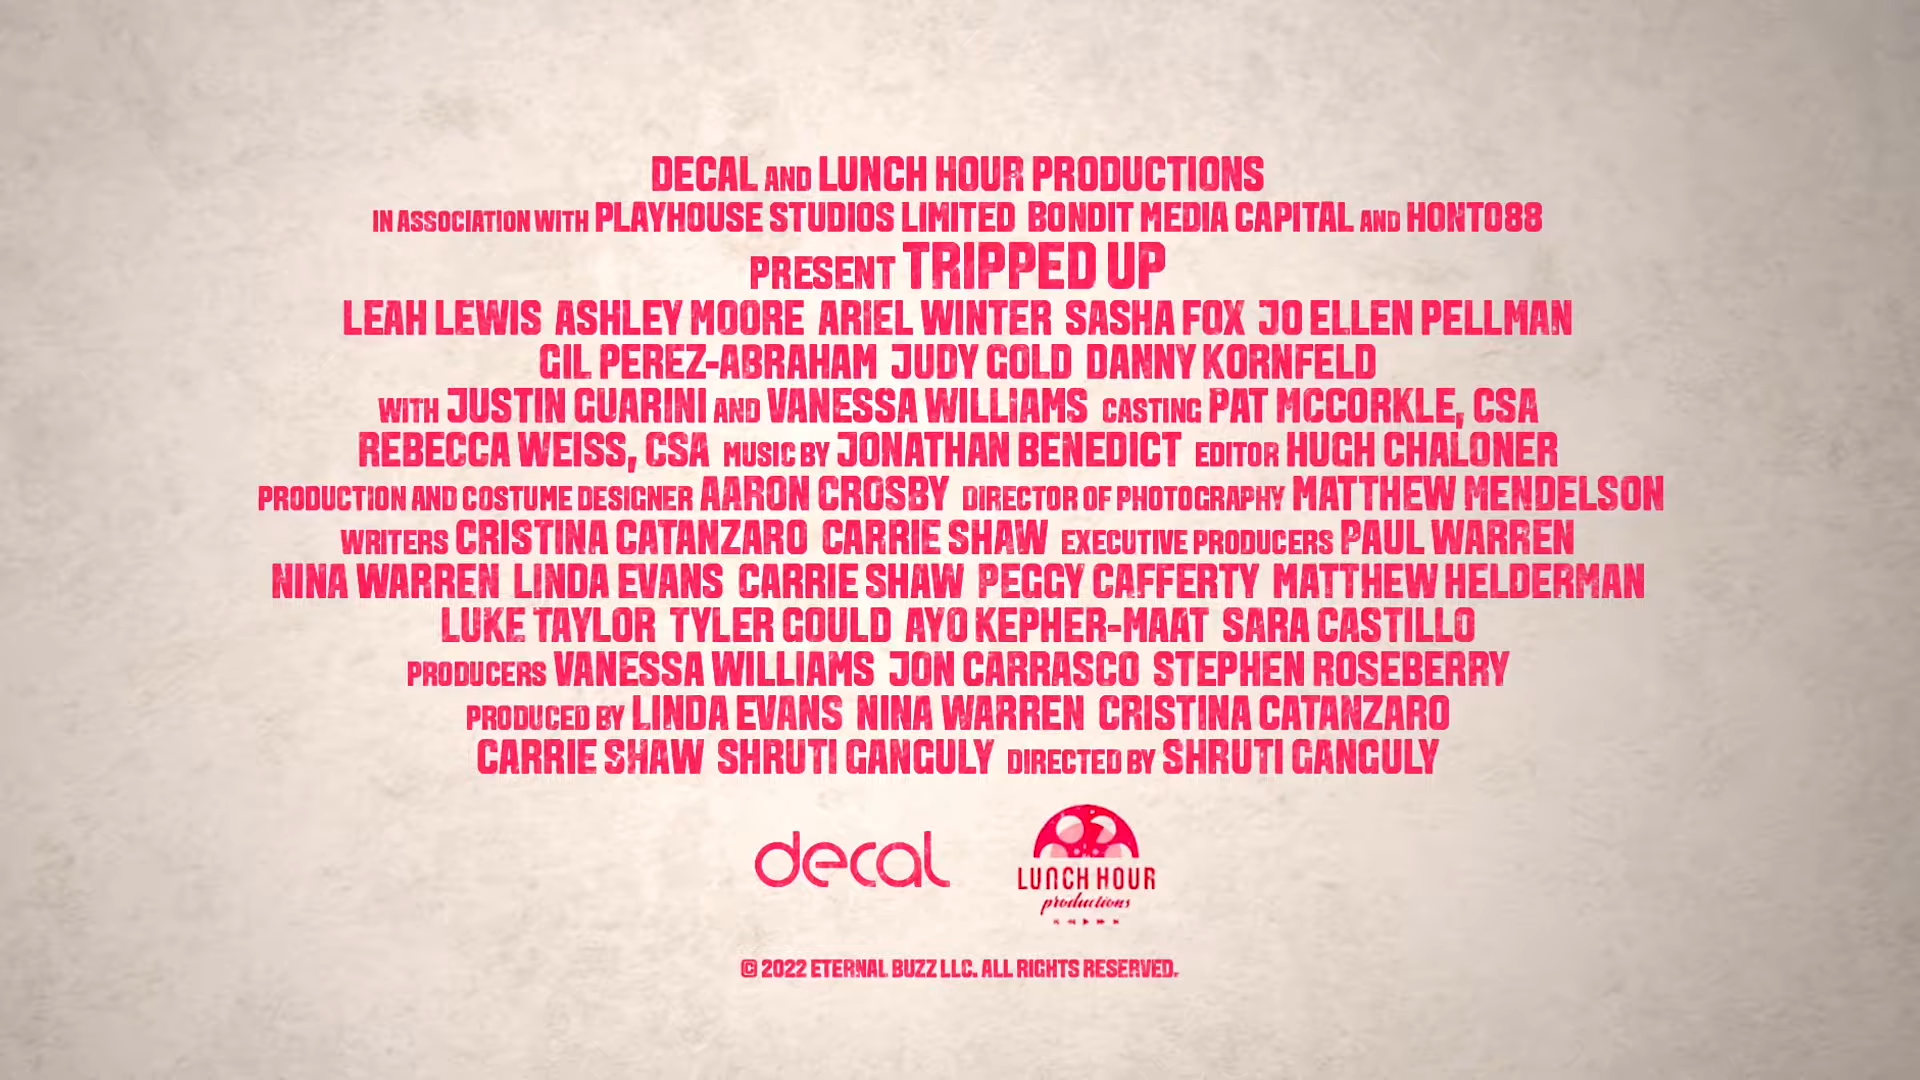 DECAL AND LUNCH HOUR PRODUCTIONS
IN ASSOCIATION WITH PLAYHOUSE STUDIOS LIMITED BONDIT MEDIA CAPITAL AND HONTO88
PRESENT TRIPPED UP
LEAH LEWIS ASHLEY MOORE ARIEL WINTER SASHA FOX JO ELLEN PELLMAN
GIL PEREZ-ABRAHAM JUDY GOLD DANNY KORNFELD
WITH JUSTIN GUARINI AND VANESSA WILLIAMS CASTING PAT MCCORKLE, CSA
REBECCA WEISS, CSA MUSIC BY JONATHAN BENEDICT EDITOR HUGH CHALONER
PRODUCTION AND COSTUME DESIGNER AARON CROSBY DIRECTOR OF PHOTOGRAPHY MATTHEW MENDELSON
WRITERS CRISTINA CATANZARO CARRIE SHAW EXECUTIVE PRODUCERS PAUL WARREN
NINA WARREN LINDA EVANS CARRIE SHAW PEGGY CAFFERTY MATTHEW HELDERMAN
LUKE TAYLOR TYLER GOULD AYO KEPHER-MAAT SARA CASTILLO
PRODUCERS VANESSA WILLIAMS JON CARRASCO STEPHEN ROSEBERRY
PRODUCED BY LINDA EVANS NINA WARREN CRISTINA CATANZARO
CARRIE SHAW SHRUTI GANGULY DIRECTED BY SHRUTI GANGULY
decal
LUNCH HOUR
productions
© 2022 ETERNAL BUZZ LLC. ALL RIGHTS RESERVED.